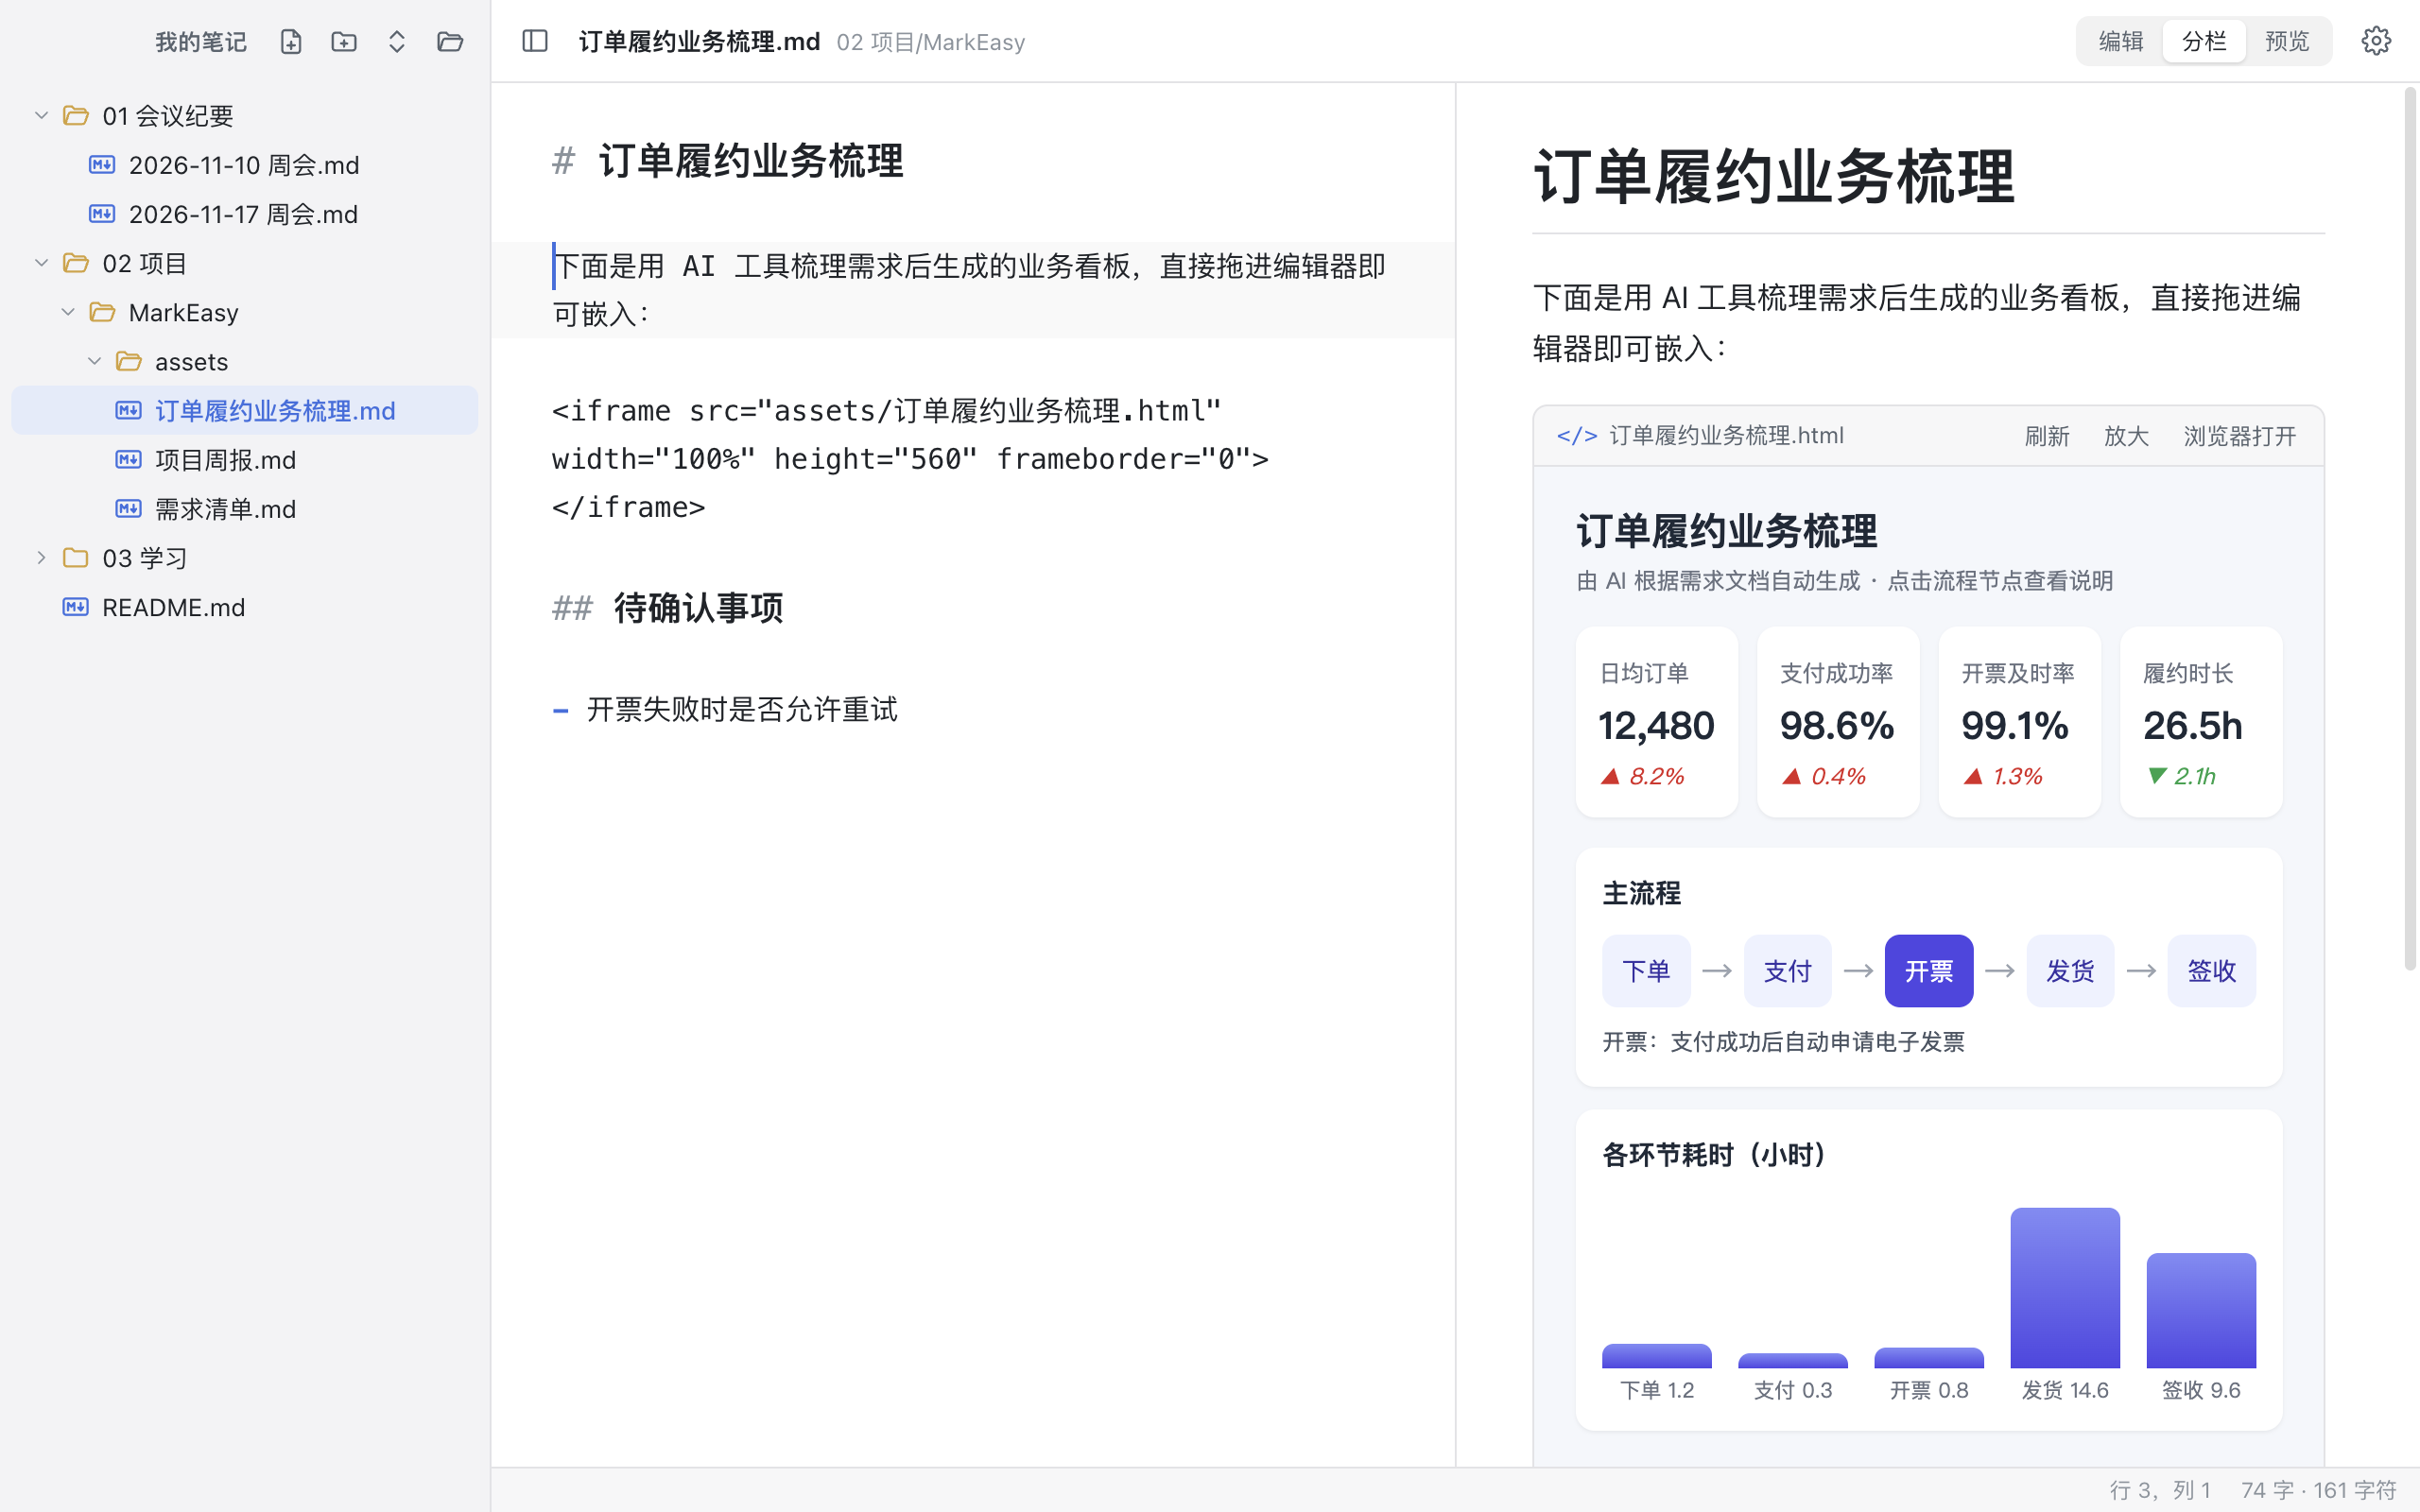 我的笔记
01 会议纪要
2026-11-10 周会.md
2026-11-17 周会.md
02 项目
MarkEasy
assets
订单履约业务梳理.md
项目周报.md
需求清单.md
03 学习
README.md
订单履约业务梳理.md 02 项目/MarkEasy
编辑 分栏 预览
# 订单履约业务梳理
下面是用 AI 工具梳理需求后生成的业务看板，直接拖进编辑器即
可嵌入：
<iframe src="assets/订单履约业务梳理.html"
width="100%" height="560" frameborder="0">
</iframe>
## 待确认事项
- 开票失败时是否允许重试
订单履约业务梳理
下面是用 AI 工具梳理需求后生成的业务看板，直接拖进编
辑器即可嵌入：
</> 订单履约业务梳理.html 刷新 放大 浏览器打开
订单履约业务梳理
由 AI 根据需求文档自动生成 · 点击流程节点查看说明
日均订单 支付成功率 开票及时率 履约时长
12,480 98.6% 99.1% 26.5h
▲ 8.2% ▲ 0.4% ▲ 1.3% ▼ 2.1h
主流程
下单 → 支付 → 开票 → 发货 → 签收
开票：支付成功后自动申请电子发票
各环节耗时（小时）
下单 1.2 支付 0.3 开票 0.8 发货 14.6 签收 9.6
行 3，列 1 74 字 · 161 字符